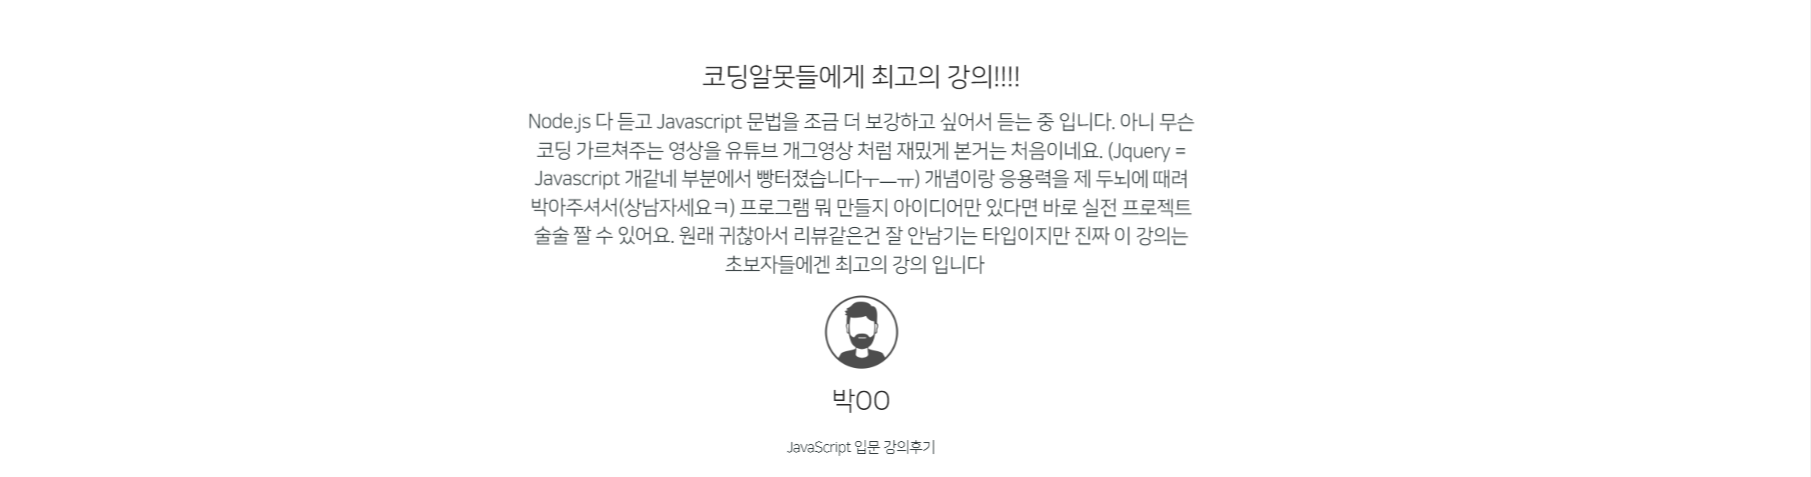 코딩알못들에게 최고의 강의!!!!
Node.js 다 듣고 Javascript 문법을 조금 더 보강하고 싶어서 듣는 중 입니다. 아니 무슨
코딩 가르쳐주는 영상을 유튜브 개그영상 처럼 재밌게 본거는 처음이네요. (Jquery =
Javascript 개같네 부분에서 빵터졌습니다ㅜㅡㅠ) 개념이랑 응용력을 제 두뇌에 때려
박아주셔서(상남자세요ㅋ) 프로그램 뭐 만들지 아이디어만 있다면 바로 실전 프로젝트
술술 짤 수 있어요. 원래 귀찮아서 리뷰같은건 잘 안남기는 타입이지만 진짜 이 강의는
초보자들에겐 최고의 강의 입니다
박OO
JavaScript 입문 강의후기